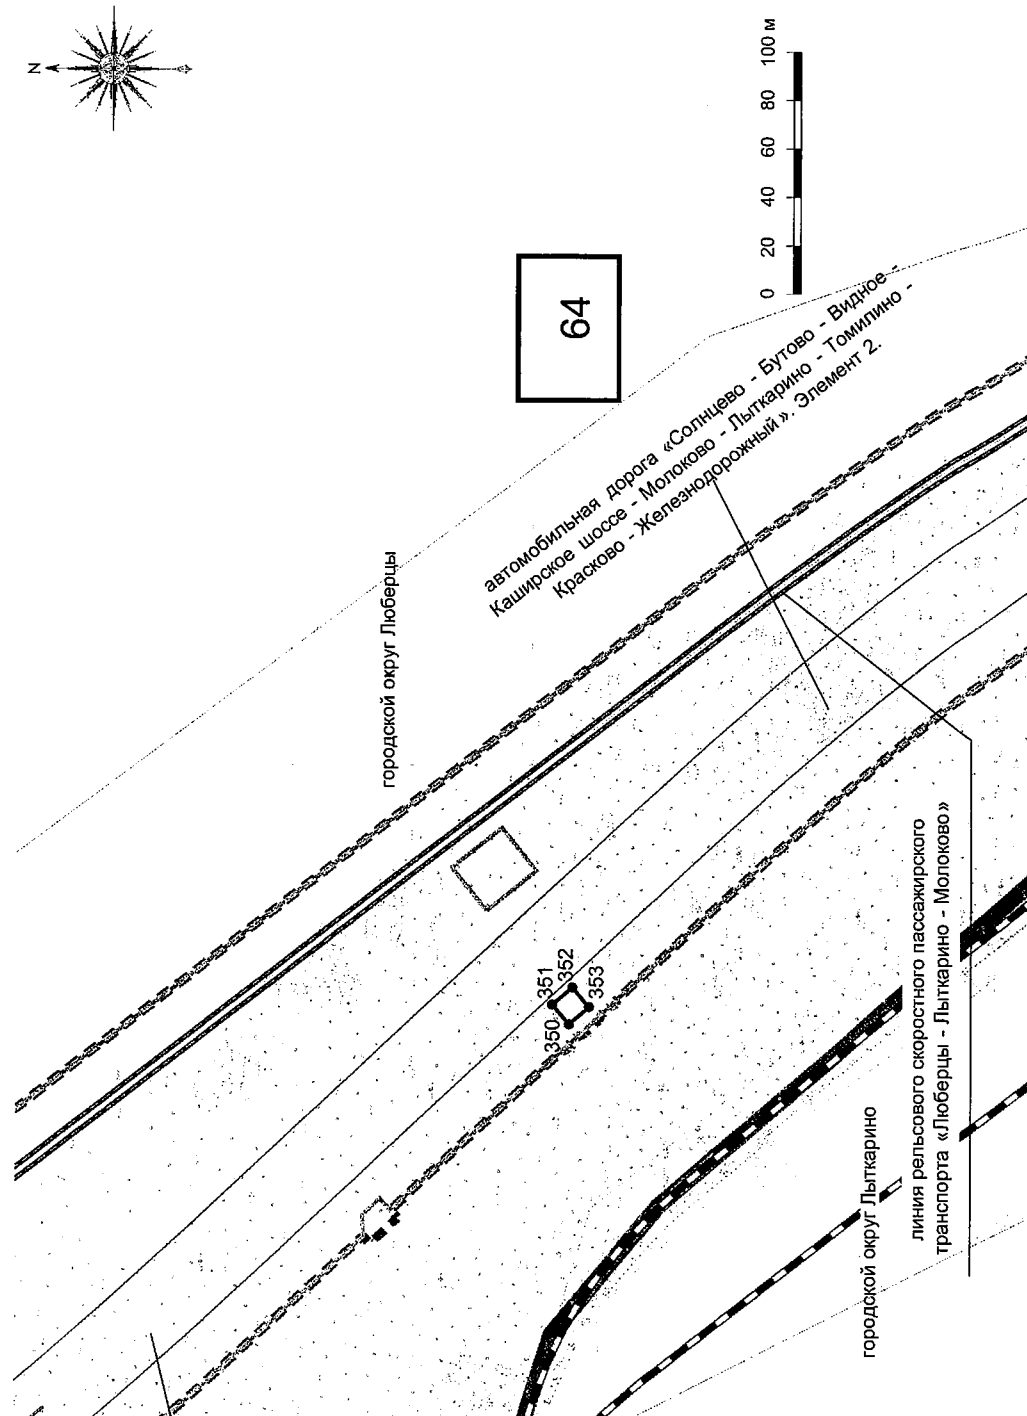 N
0 20 40 60 80 100 м
64
автомобильная дорога «Солнцево - Бутово - Видное -
Каширское шоссе - Молоково - Лыткарино - Томилино -
Красково - Железнодорожный». Элемент 2.
городской округ Люберцы
350
351
352
353
линия рельсового скоростного пассажирского
транспорта «Люберцы - Лыткарино - Молоково»
городской округ Лыткарино